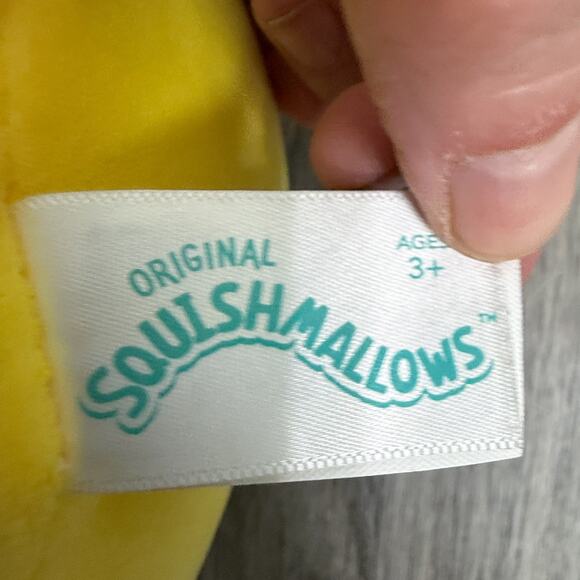 ORIGINAL
SQUISHMALLOWS™
AGES
3+